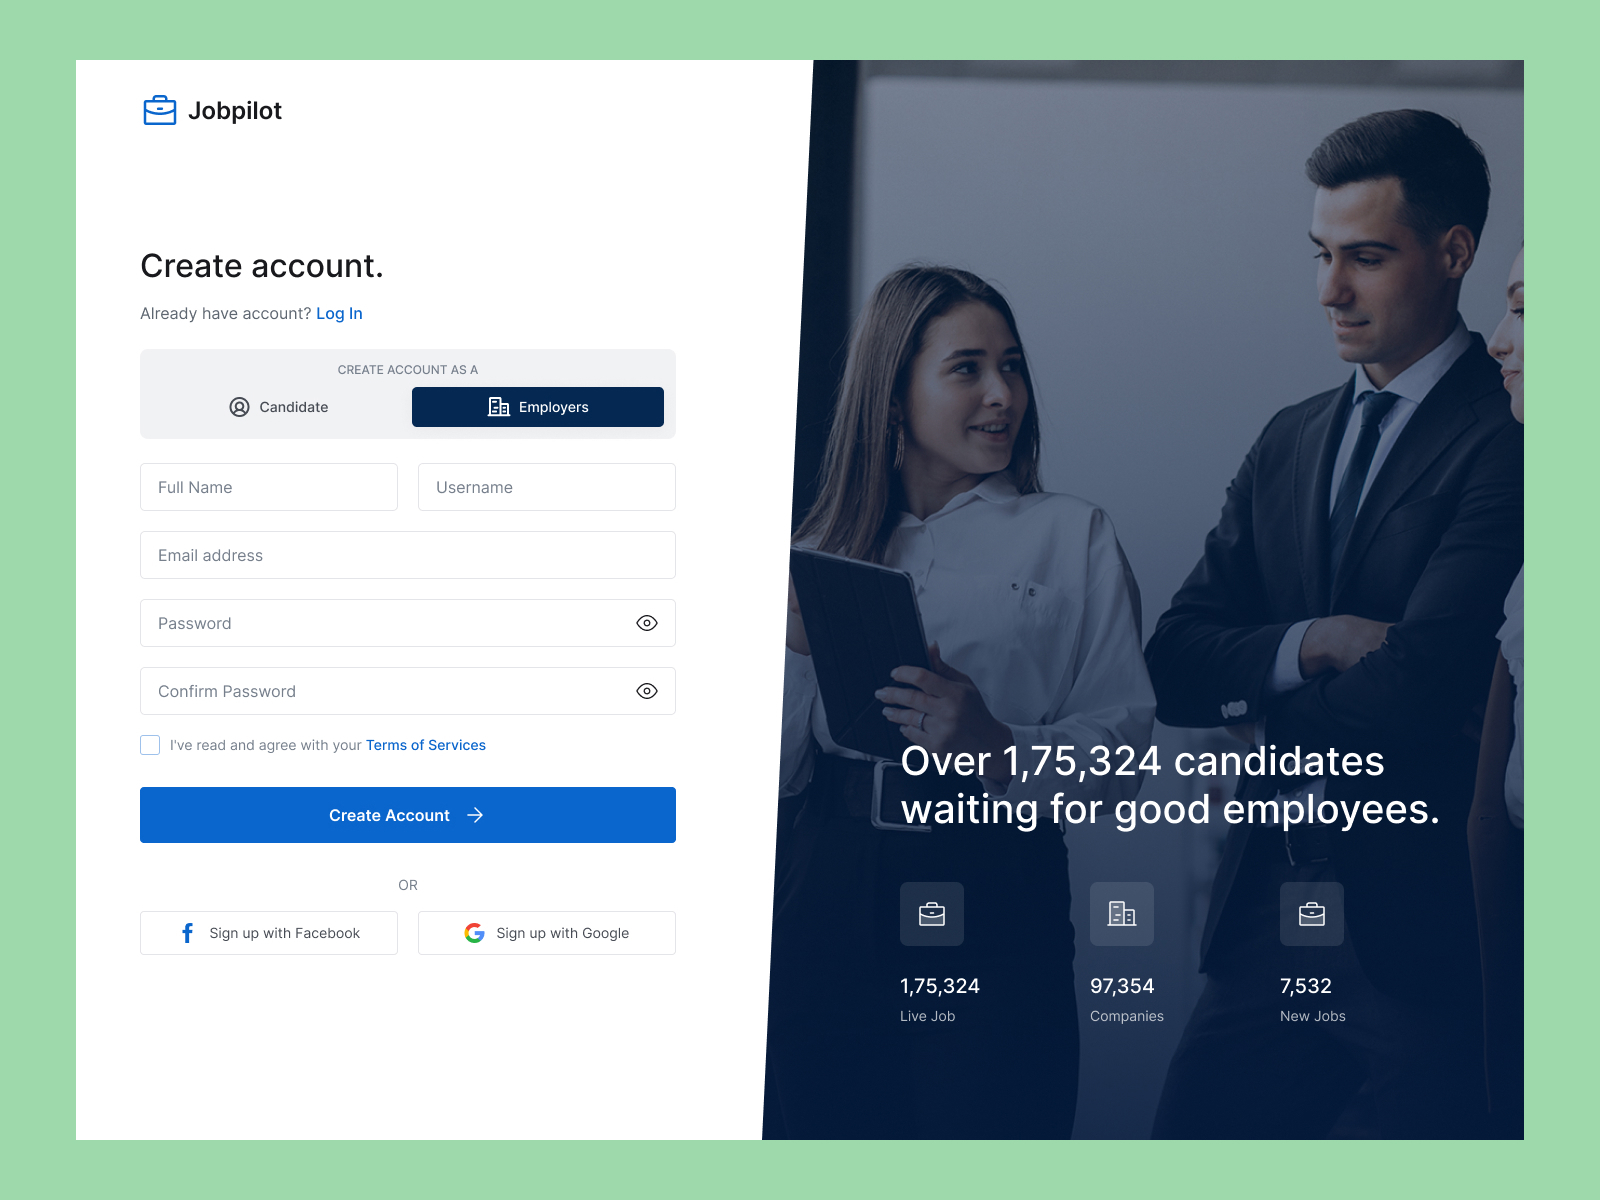 Jobpilot
Create account.
Already have account? Log In
CREATE ACCOUNT AS A
Candidate
Employers
Full Name
Username
Email address
Password
Confirm Password
I've read and agree with your Terms of Services
Create Account
OR
Sign up with Facebook
Sign up with Google
Over 1,75,324 candidates
waiting for good employees.
1,75,324
Live Job
97,354
Companies
7,532
New Jobs